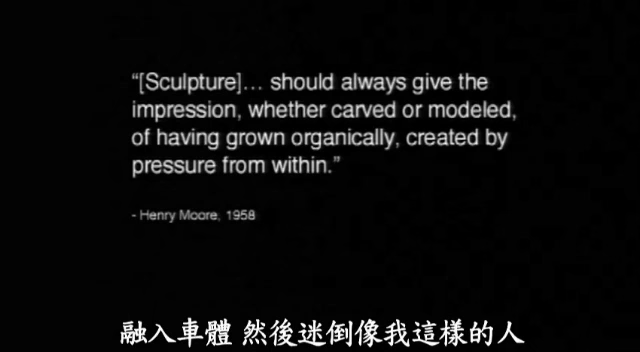 “[Sculpture]... should always give the
impression, whether carved or modeled,
of having grown organically, created by
pressure from within.”
- Henry Moore, 1958
融入車體 然後迷倒像我這樣的人